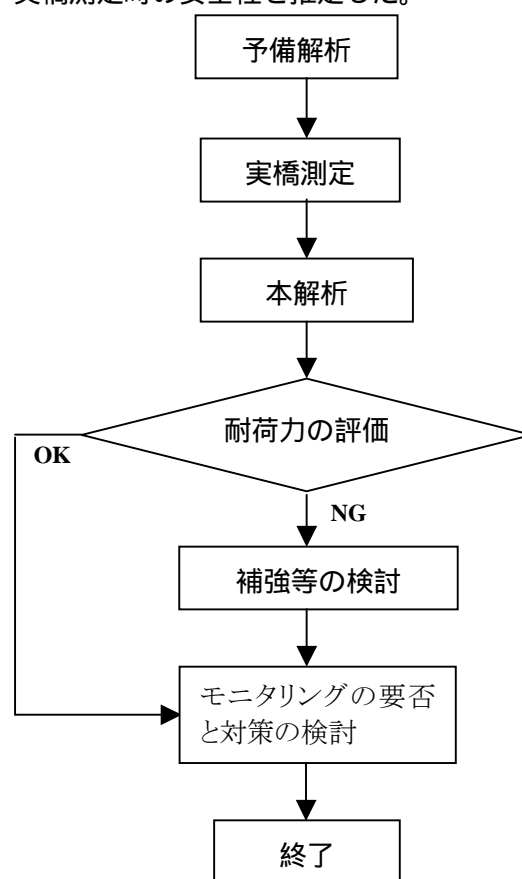 実橋測定時の安全性を推定した。
予備解析
実橋測定
本解析
耐荷力の評価
OK
NG
補強等の検討
モニタリングの要否
と対策の検討
終了